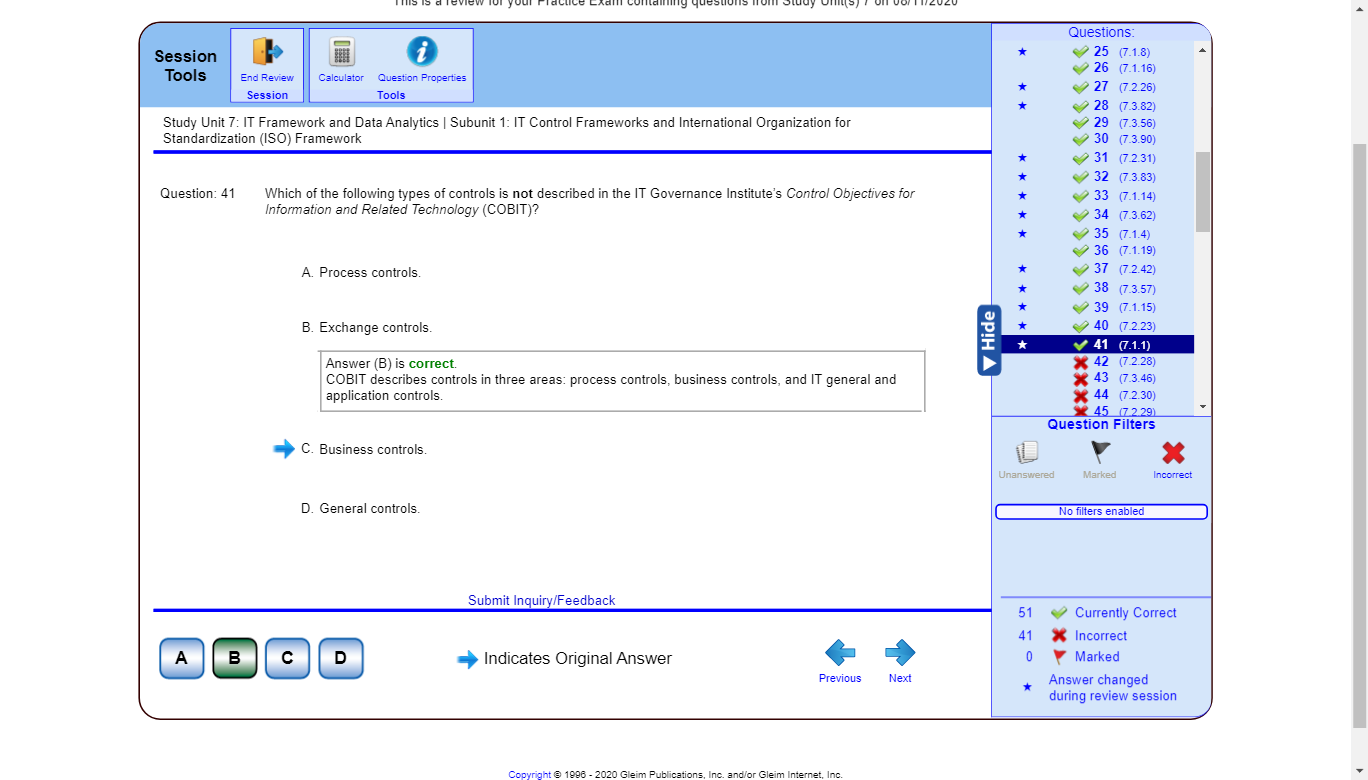 This is a review for your Practice Exam containing questions from Study Unit(s) 7 on 08/11/2020
Session
Tools
End Review
Session
Calculator
Question Properties
Tools
Study Unit 7: IT Framework and Data Analytics | Subunit 1: IT Control Frameworks and International Organization for
Standardization (ISO) Framework
Question: 41
Which of the following types of controls is not described in the IT Governance Institute's Control Objectives for
Information and Related Technology (COBIT)?
A. Process controls.
B. Exchange controls.
Answer (B) is correct.
COBIT describes controls in three areas: process controls, business controls, and IT general and
application controls.
C. Business controls.
D. General controls.
Submit Inquiry/Feedback
A
B
C
D
Indicates Original Answer
Previous
Next
Hide
Questions:
25 (7.1.8)
26 (7.1.16)
27 (7.2.26)
28 (7.3.82)
29 (7.3.56)
30 (7.3.90)
31 (7.2.31)
32 (7.3.83)
33 (7.1.14)
34 (7.3.62)
35 (7.1.4)
36 (7.1.19)
37 (7.2.42)
38 (7.3.57)
39 (7.1.15)
40 (7.2.23)
41 (7.1.1)
42 (7.2.28)
43 (7.3.46)
44 (7.2.30)
45 (7.2.29)
Question Filters
Unanswered
Marked
Incorrect
No filters enabled
51 Currently Correct
41 Incorrect
0 Marked
Answer changed
during review session
Copyright © 1996 - 2020 Gleim Publications, Inc. and/or Gleim Internet, Inc.